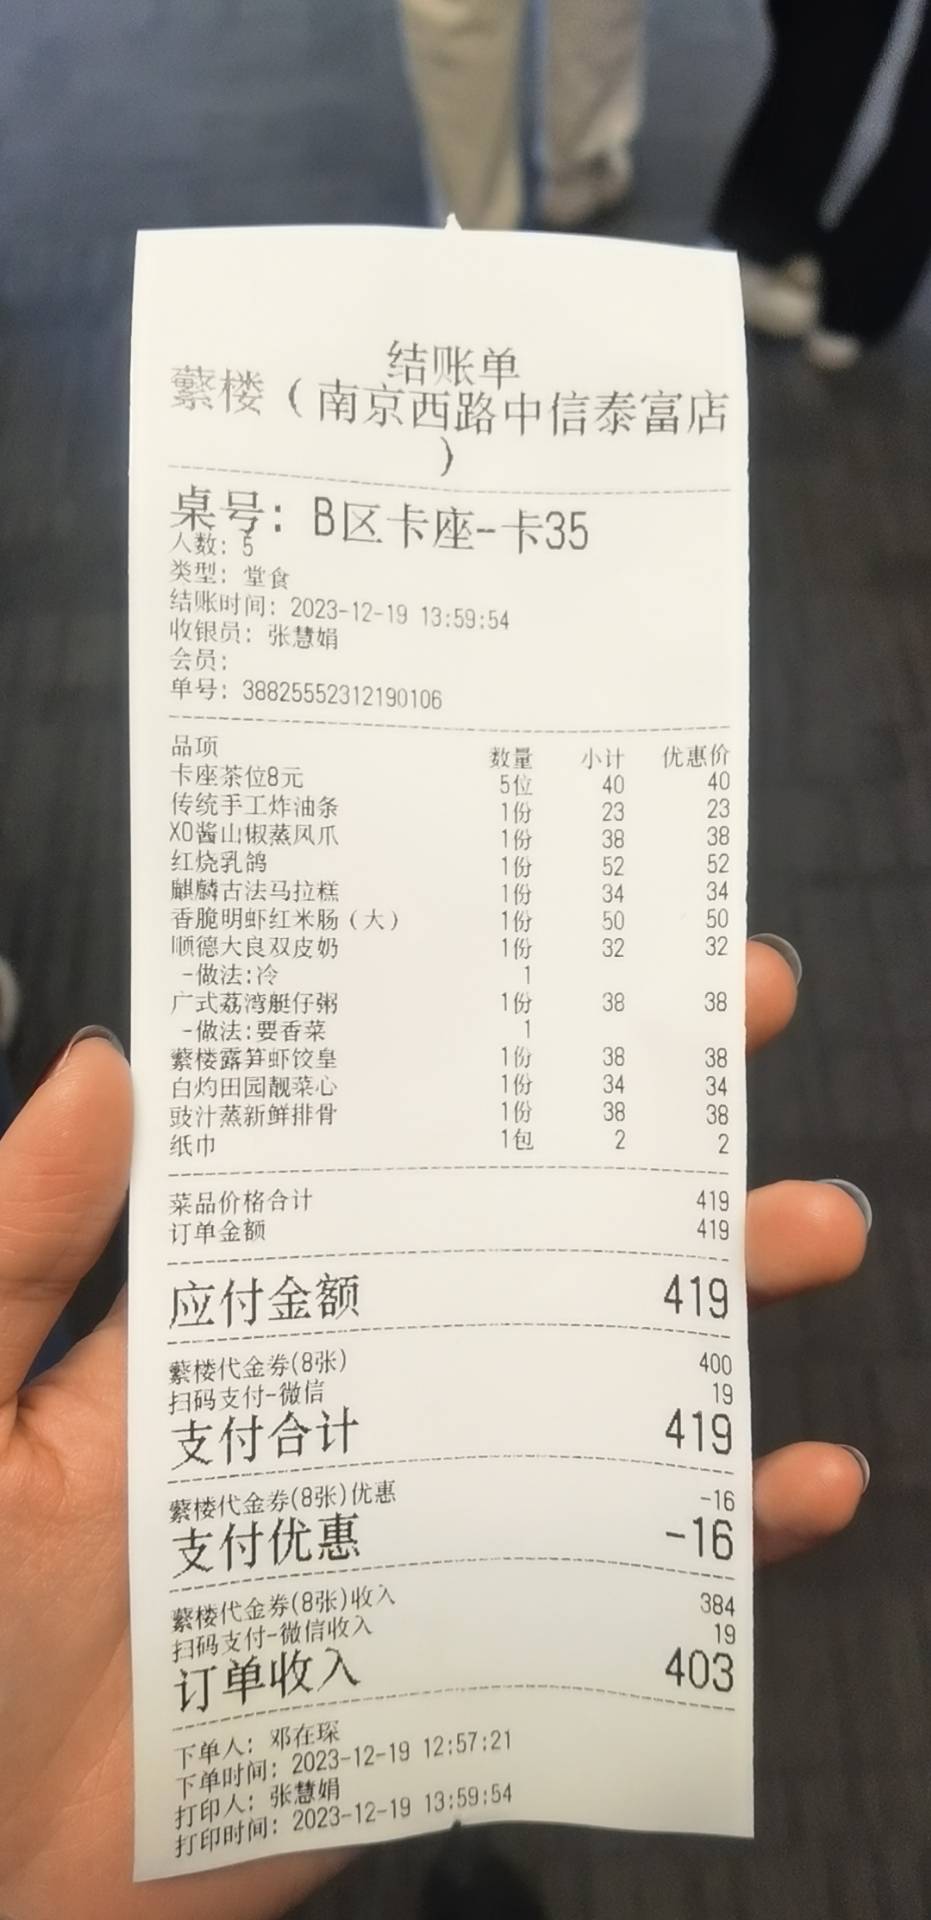 结账单
蘩楼（南京西路中信泰富店
）
桌号: B区卡座-卡35
人数: 5
类型: 堂食
结账时间: 2023-12-19 13:59:54
收银员: 张慧娟
会员:
单号: 38825552312190106
品项 数量 小计 优惠价
卡座茶位8元 5位 40 40
传统手工炸油条 1份 23 23
XO酱山椒蒸凤爪 1份 38 38
红烧乳鸽 1份 52 52
麒麟古法马拉糕 1份 34 34
香脆明虾红米肠（大） 1份 50 50
顺德大良双皮奶 1份 32 32
-做法:冷 1
广式荔湾艇仔粥 1份 38 38
-做法:要香菜 1
蘩楼露笋虾饺皇 1份 38 38
白灼田园靓菜心 1份 34 34
豉汁蒸新鲜排骨 1份 38 38
纸巾 1包 2 2
菜品价格合计 419
订单金额 419
应付金额 419
蘩楼代金券(8张) 400
扫码支付-微信 19
支付合计 419
蘩楼代金券(8张)优惠 -16
支付优惠 -16
蘩楼代金券(8张)收入 384
扫码支付-微信收入 19
订单收入 403
下单人: 邓在琛
下单时间: 2023-12-19 12:57:21
打印人: 张慧娟
打印时间: 2023-12-19 13:59:54